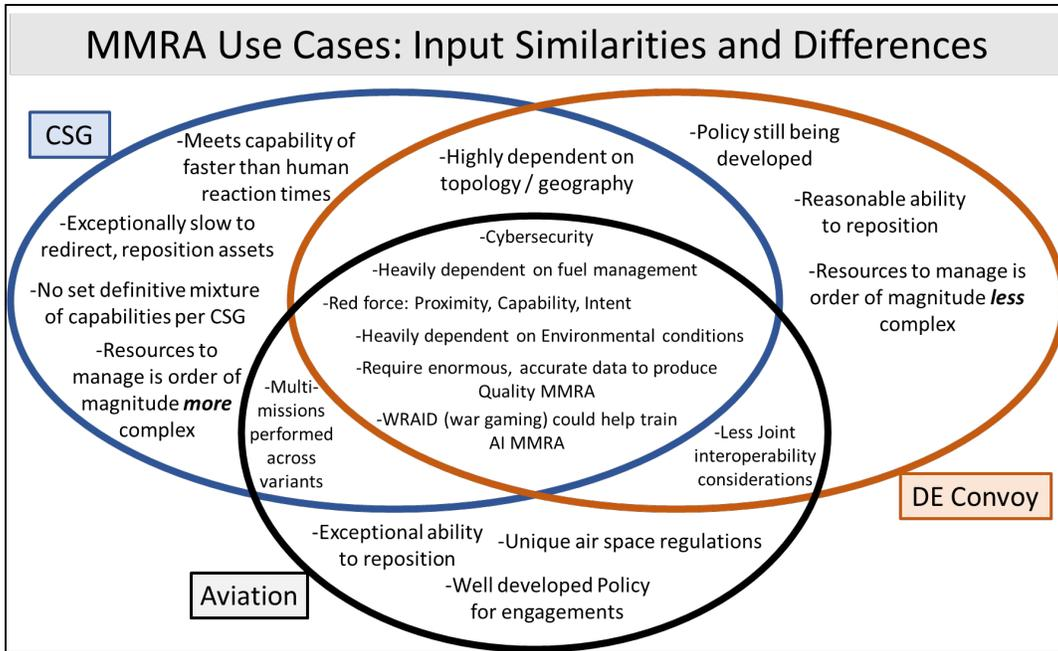 MMRA Use Cases: Input Similarities and Differences
CSG
-Meets capability of
faster than human
reaction times
-Exceptionally slow to
redirect, reposition assets
-No set definitive mixture
of capabilities per CSG
-Resources to
manage is order of
magnitude more
complex
-Highly dependent on
topology / geography
-Policy still being
developed
-Reasonable ability
to reposition
-Resources to manage is
order of magnitude less
complex
-Cybersecurity
-Heavily dependent on fuel management
-Red force: Proximity, Capability, Intent
-Heavily dependent on Environmental conditions
-Require enormous, accurate data to produce
Quality MMRA
-WRAID (war gaming) could help train
AI MMRA
-Multi-
missions
performed
across
variants
-Less Joint
interoperability
considerations
DE Convoy
-Exceptional ability
to reposition
-Unique air space regulations
-Well developed Policy
for engagements
Aviation